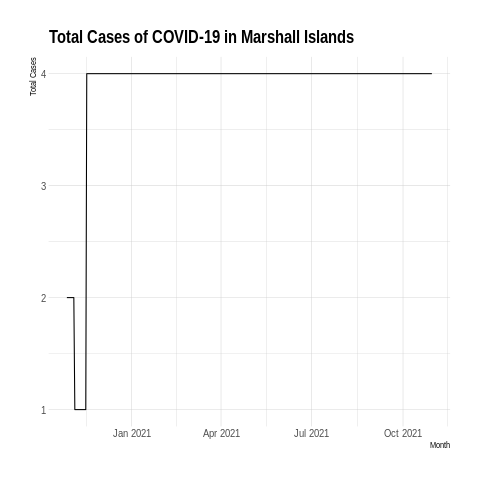 Total Cases of COVID-19 in Marshall Islands
Total Cases
4
3
2
1
Jan 2021 Apr 2021 Jul 2021 Oct 2021
Month